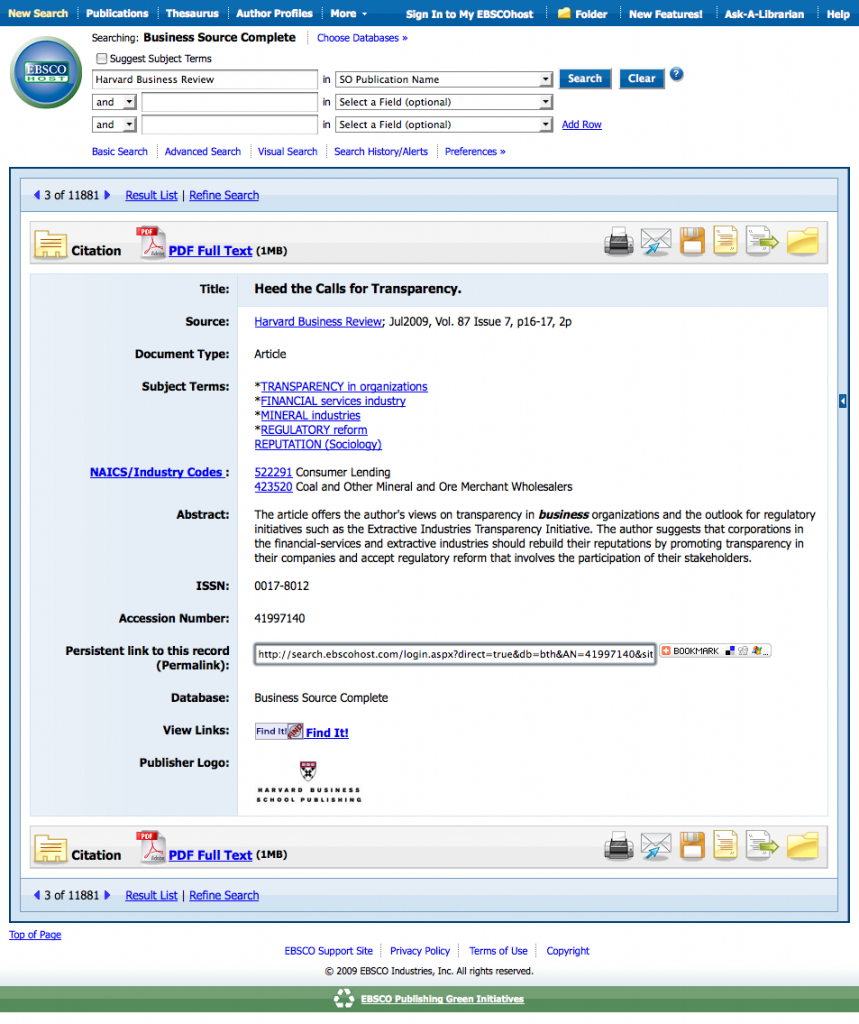 New Search Publications Thesaurus Author Profiles More Sign In to My EBSCOhost Folder New Features! Ask-A-Librarian Help
Searching: Business Source Complete Choose Databases »
Suggest Subject Terms
EBSCO
HOST
Harvard Business Review in SO Publication Name Search Clear ?
and in Select a Field (optional)
and in Select a Field (optional) Add Row
Basic Search Advanced Search Visual Search Search History/Alerts Preferences »
3 of 11881 Result List | Refine Search
Citation PDF Adobe PDF Full Text (1MB)
Title: Heed the Calls for Transparency.
Source: Harvard Business Review; Jul2009, Vol. 87 Issue 7, p16-17, 2p
Document Type: Article
Subject Terms: *TRANSPARENCY in organizations
*FINANCIAL services industry
*MINERAL industries
*REGULATORY reform
REPUTATION (Sociology)
NAICS/Industry Codes : 522291 Consumer Lending
423520 Coal and Other Mineral and Ore Merchant Wholesalers
Abstract: The article offers the author's views on transparency in business organizations and the outlook for regulatory
initiatives such as the Extractive Industries Transparency Initiative. The author suggests that corporations in
the financial-services and extractive industries should rebuild their reputations by promoting transparency in
their companies and accept regulatory reform that involves the participation of their stakeholders.
ISSN: 0017-8012
Accession Number: 41997140
Persistent link to this record
(Permalink): http://search.ebscohost.com/login.aspx?direct=true&db=bth&AN=41997140&sit BOOKMARK ...
Database: Business Source Complete
View Links: Find It! Find It!
Publisher Logo:
HARVARD BUSINESS
SCHOOL PUBLISHING
Citation PDF Adobe PDF Full Text (1MB)
3 of 11881 Result List | Refine Search
Top of Page
EBSCO Support Site Privacy Policy Terms of Use Copyright
© 2009 EBSCO Industries, Inc. All rights reserved.
EBSCO Publishing Green Initiatives